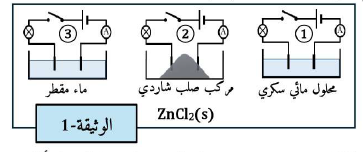 ① ② ③
محلول مائي سكري
مركب صلب شاردي
ماء مقطر
ZnCl₂(s)
الوثيقة-1